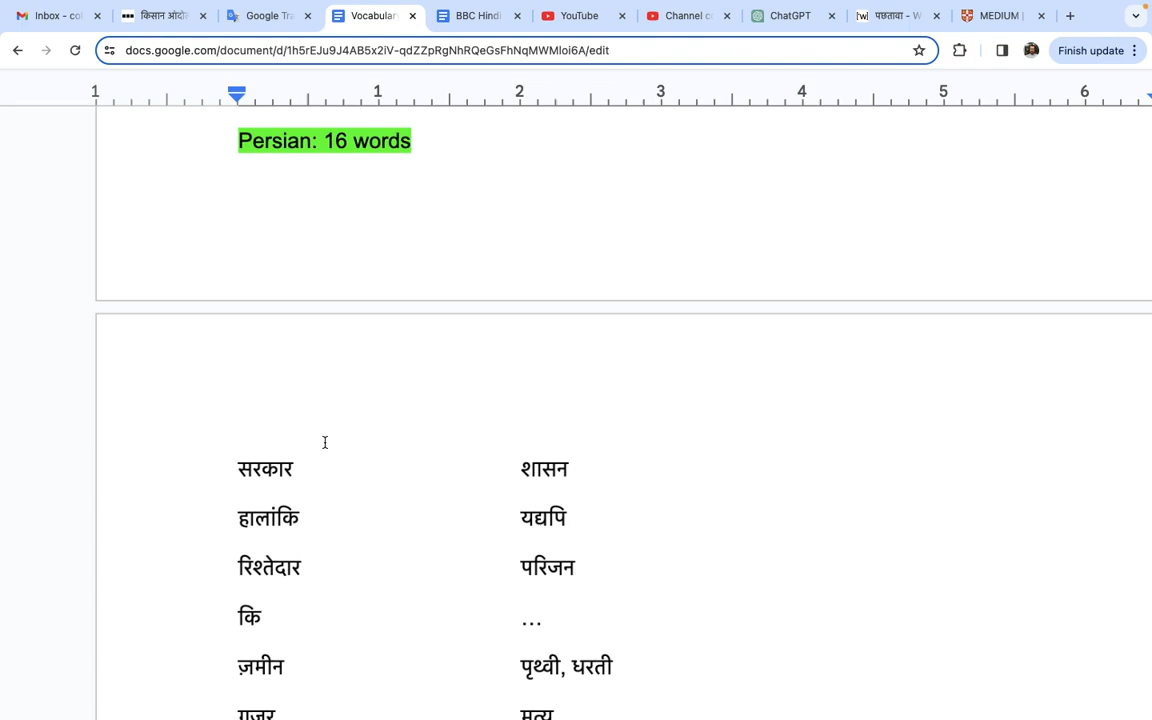 Inbox - co
किसान आंदो
Google Tra
Vocabular
BBC Hindi
YouTube
Channel c
ChatGPT
पछतावा - W
MEDIUM
docs.google.com/document/d/1h5rEJu9J4AB5x2iV-qdZZpRgNhRQeGsFhNqMWMloi6A/edit
Finish update
1 1 2 3 4 5 6
Persian: 16 words
सरकार शासन
हालांकि यद्यपि
रिश्तेदार परिजन
कि ...
ज़मीन पृथ्वी, धरती
गुज़र मृत्यु